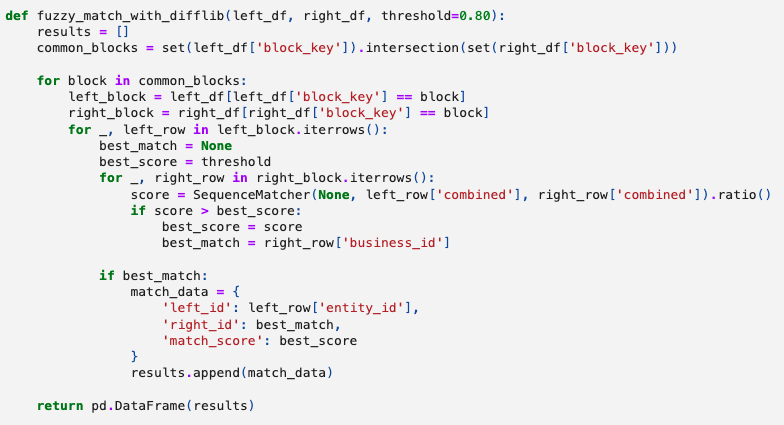 def fuzzy_match_with_difflib(left_df, right_df, threshold=0.80):
    results = []
    common_blocks = set(left_df['block_key']).intersection(set(right_df['block_key']))

    for block in common_blocks:
        left_block = left_df[left_df['block_key'] == block]
        right_block = right_df[right_df['block_key'] == block]
        for _, left_row in left_block.iterrows():
            best_match = None
            best_score = threshold
            for _, right_row in right_block.iterrows():
                score = SequenceMatcher(None, left_row['combined'], right_row['combined']).ratio()
                if score > best_score:
                    best_score = score
                    best_match = right_row['business_id']

            if best_match:
                match_data = {
                    'left_id': left_row['entity_id'],
                    'right_id': best_match,
                    'match_score': best_score
                }
                results.append(match_data)

    return pd.DataFrame(results)